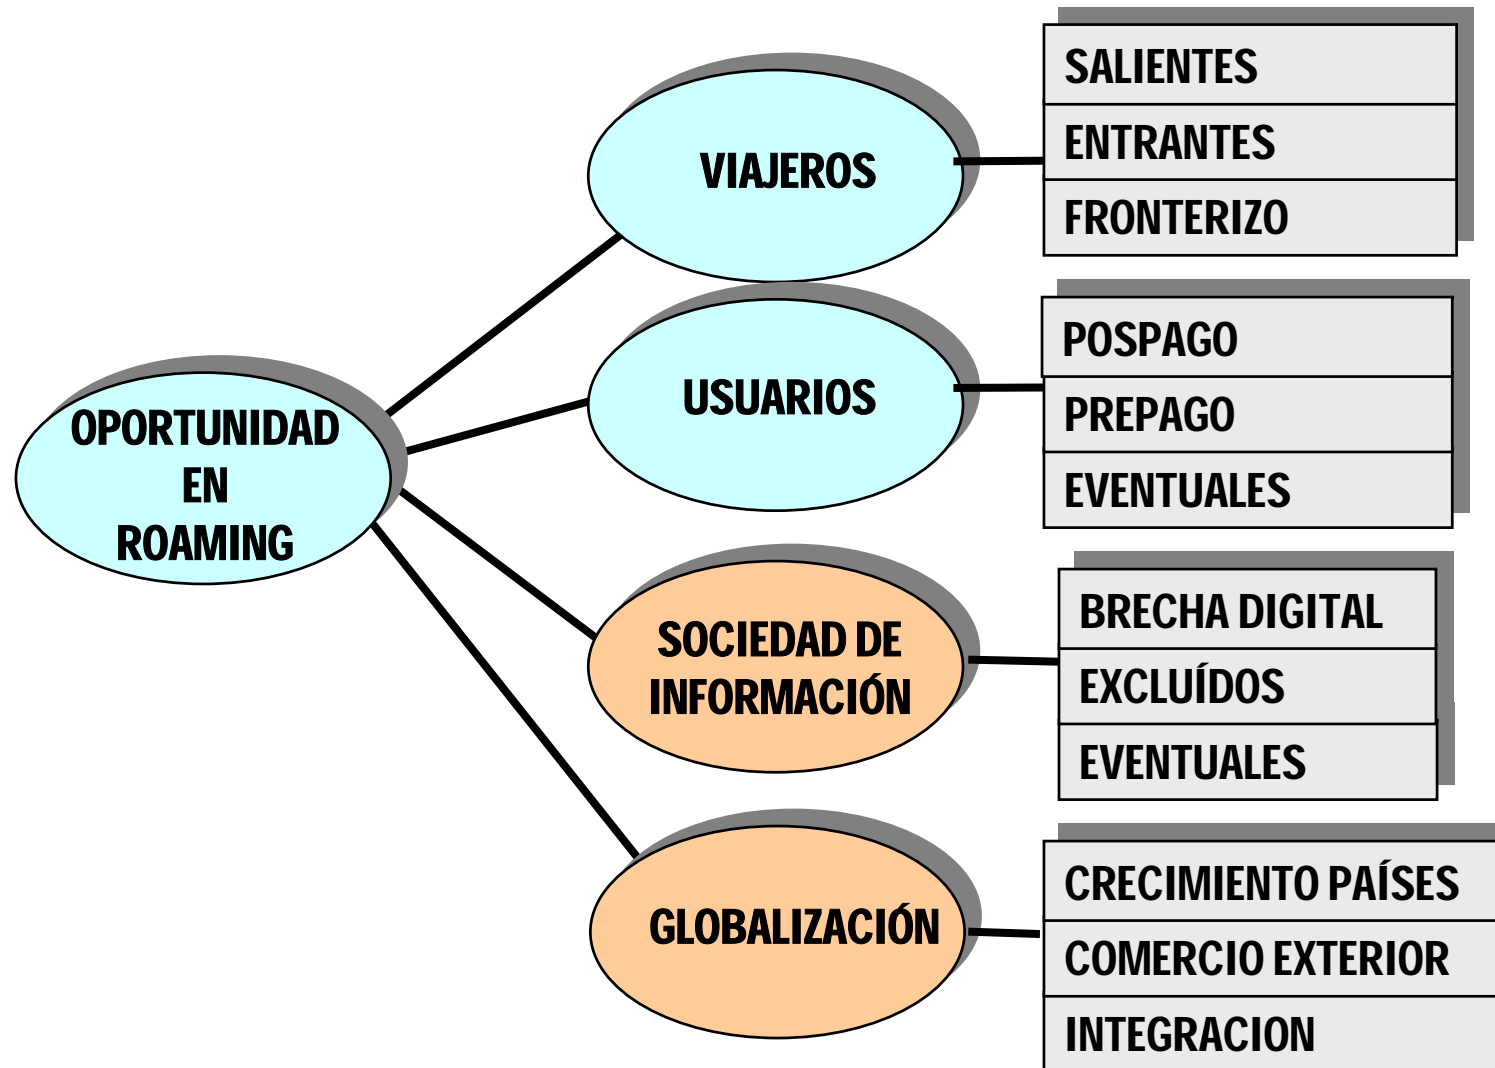 OPORTUNIDAD
EN
ROAMING
VIAJEROS
SALIENTES
ENTRANTES
FRONTERIZO
USUARIOS
POSPAGO
PREPAGO
EVENTUALES
SOCIEDAD DE
INFORMACIÓN
BRECHA DIGITAL
EXCLUÍDOS
EVENTUALES
GLOBALIZACIÓN
CRECIMIENTO PAÍSES
COMERCIO EXTERIOR
INTEGRACION